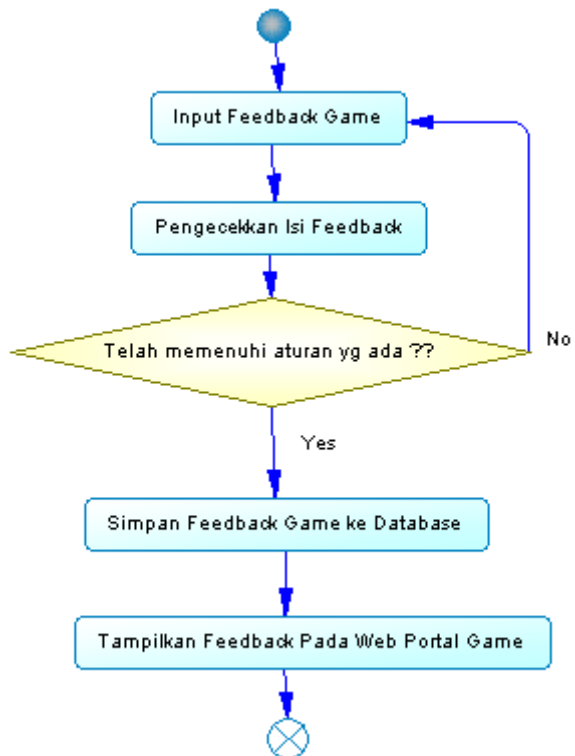 Input Feedback Game
Pengecekkan Isi Feedback
Telah memenuhi aturan yg ada ??
No
Yes
Simpan Feedback Game ke Database
Tampilkan Feedback Pada Web Portal Game